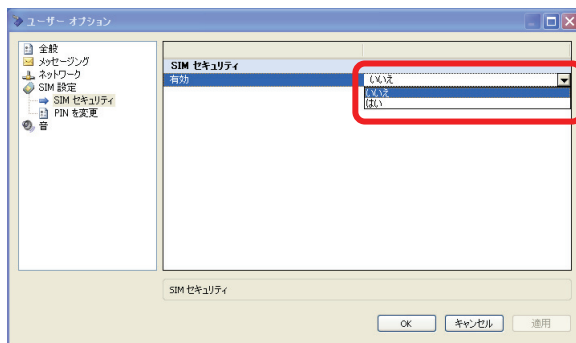 ユーザー オプション
全般
メッセージング
ネットワーク
SIM 設定
SIM セキュリティ
PIN を変更
音
SIM セキュリティ
有効
いいえ
いいえ
はい
SIM セキュリティ
OK
キャンセル
適用